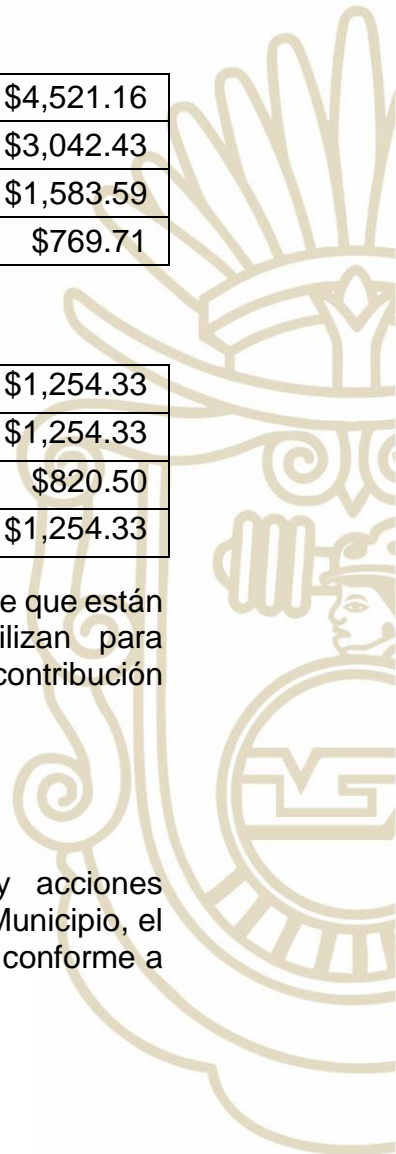 $4,521.16
$3,042.43
$1,583.59
$769.71
$1,254.33
$1,254.33
$820.50
$1,254.33
e que están
ilizan para
contribución
y acciones
Municipio, el
conforme a